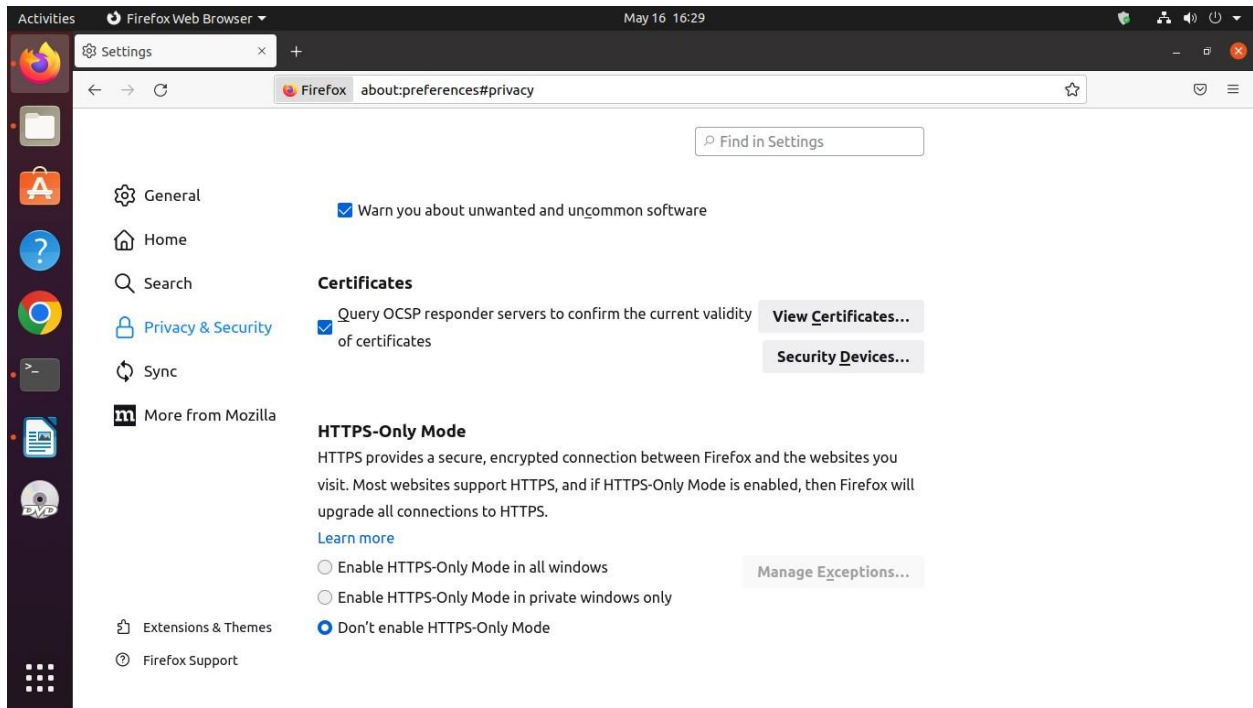 Activities
Firefox Web Browser
May 16 16:29
Settings
Firefox about:preferences#privacy
Find in Settings
General
Home
Search
Privacy & Security
Sync
More from Mozilla
Extensions & Themes
Firefox Support
Warn you about unwanted and uncommon software
Certificates
Query OCSP responder servers to confirm the current validity
of certificates
View Certificates...
Security Devices...
HTTPS-Only Mode
HTTPS provides a secure, encrypted connection between Firefox and the websites you
visit. Most websites support HTTPS, and if HTTPS-Only Mode is enabled, then Firefox will
upgrade all connections to HTTPS.
Learn more
Enable HTTPS-Only Mode in all windows
Manage Exceptions...
Enable HTTPS-Only Mode in private windows only
Don't enable HTTPS-Only Mode
DVD